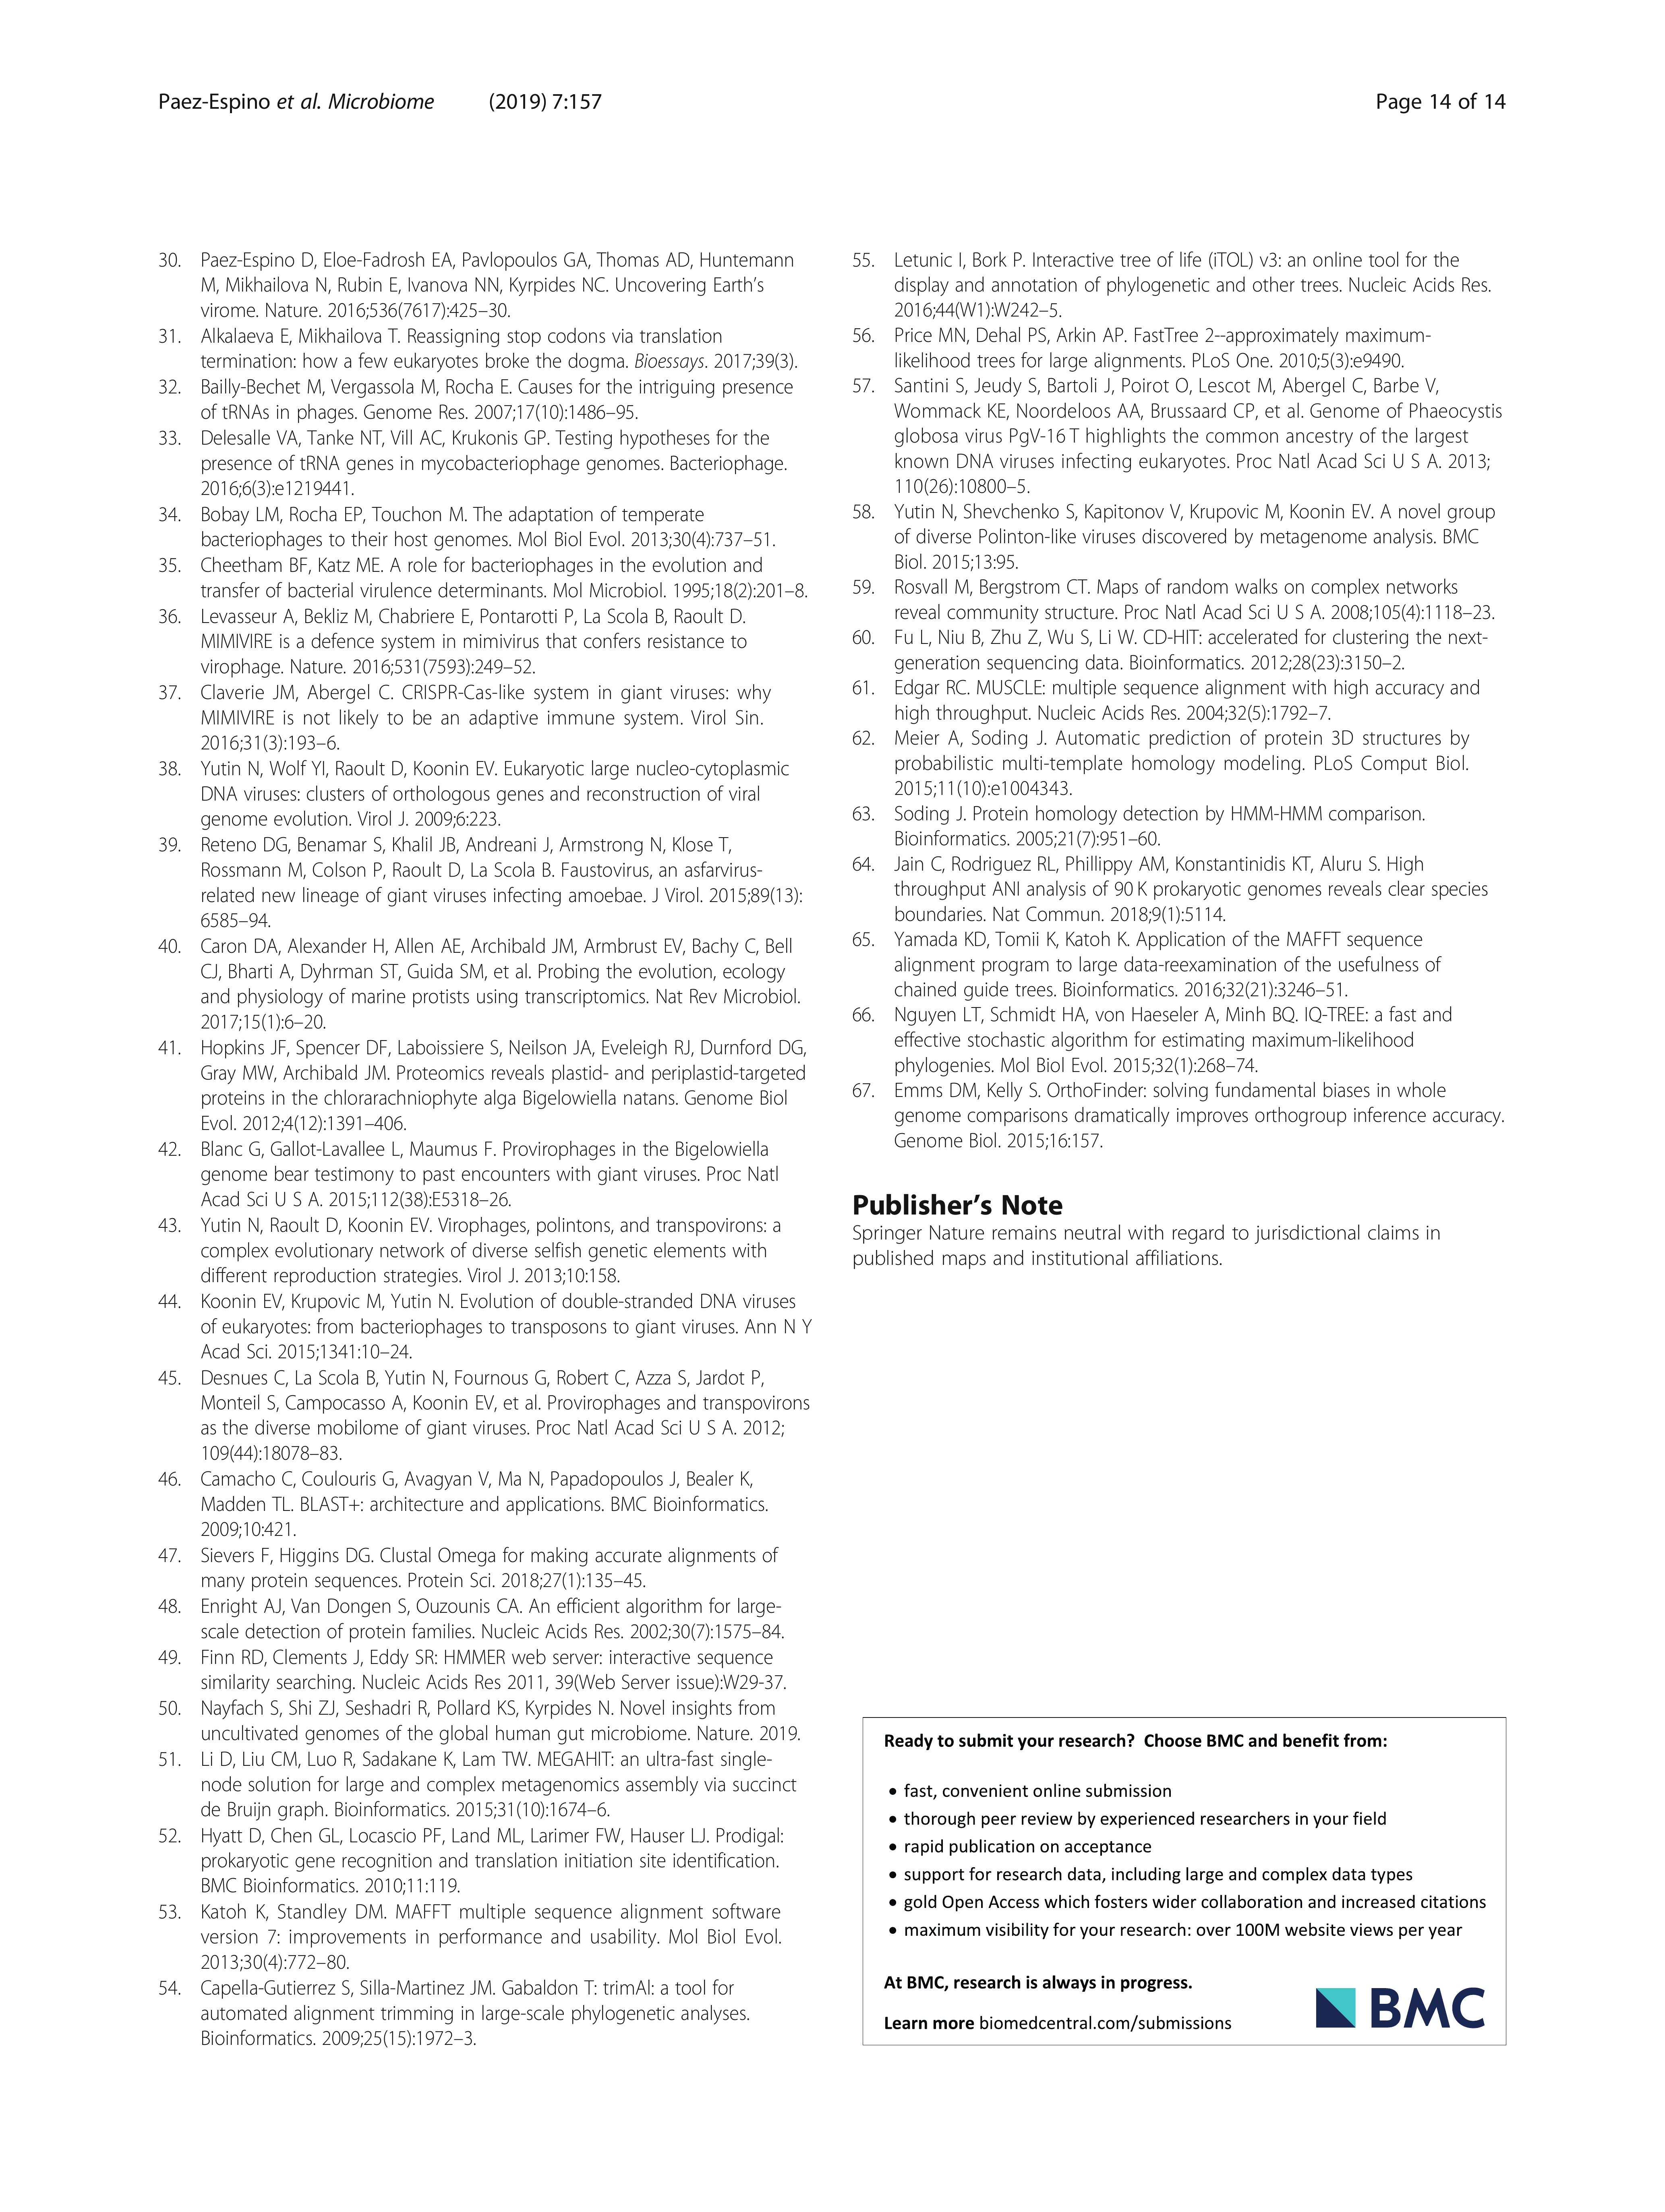 Paez-Espino et al. Microbiome (2019) 7:157 Page 14 of 14
30. Paez-Espino D, Eloe-Fadrosh EA, Pavlopoulos GA, Thomas AD, Huntemann
M, Mikhailova N, Rubin E, Ivanova NN, Kyrpides NC. Uncovering Earth's
virome. Nature. 2016;536(7617):425–30.
31. Alkalaeva E, Mikhailova T. Reassigning stop codons via translation
termination: how a few eukaryotes broke the dogma. Bioessays. 2017;39(3).
32. Bailly-Bechet M, Vergassola M, Rocha E. Causes for the intriguing presence
of tRNAs in phages. Genome Res. 2007;17(10):1486–95.
33. Delesalle VA, Tanke NT, Vill AC, Krukonis GP. Testing hypotheses for the
presence of tRNA genes in mycobacteriophage genomes. Bacteriophage.
2016;6(3):e1219441.
34. Bobay LM, Rocha EP, Touchon M. The adaptation of temperate
bacteriophages to their host genomes. Mol Biol Evol. 2013;30(4):737–51.
35. Cheetham BF, Katz ME. A role for bacteriophages in the evolution and
transfer of bacterial virulence determinants. Mol Microbiol. 1995;18(2):201–8.
36. Levasseur A, Bekliz M, Chabriere E, Pontarotti P, La Scola B, Raoult D.
MIMIVIRE is a defence system in mimivirus that confers resistance to
virophage. Nature. 2016;531(7593):249–52.
37. Claverie JM, Abergel C. CRISPR-Cas-like system in giant viruses: why
MIMIVIRE is not likely to be an adaptive immune system. Virol Sin.
2016;31(3):193–6.
38. Yutin N, Wolf YI, Raoult D, Koonin EV. Eukaryotic large nucleo-cytoplasmic
DNA viruses: clusters of orthologous genes and reconstruction of viral
genome evolution. Virol J. 2009;6:223.
39. Reteno DG, Benamar S, Khalil JB, Andreani J, Armstrong N, Klose T,
Rossmann M, Colson P, Raoult D, La Scola B. Faustovirus, an asfarvirus-
related new lineage of giant viruses infecting amoebae. J Virol. 2015;89(13):
6585–94.
40. Caron DA, Alexander H, Allen AE, Archibald JM, Armbrust EV, Bachy C, Bell
CJ, Bharti A, Dyhrman ST, Guida SM, et al. Probing the evolution, ecology
and physiology of marine protists using transcriptomics. Nat Rev Microbiol.
2017;15(1):6–20.
41. Hopkins JF, Spencer DF, Laboissiere S, Neilson JA, Eveleigh RJ, Durnford DG,
Gray MW, Archibald JM. Proteomics reveals plastid- and periplastid-targeted
proteins in the chlorarachniophyte alga Bigelowiella natans. Genome Biol
Evol. 2012;4(12):1391–406.
42. Blanc G, Gallot-Lavallee L, Maumus F. Provirophages in the Bigelowiella
genome bear testimony to past encounters with giant viruses. Proc Natl
Acad Sci U S A. 2015;112(38):E5318–26.
43. Yutin N, Raoult D, Koonin EV. Virophages, polintons, and transpovirons: a
complex evolutionary network of diverse selfish genetic elements with
different reproduction strategies. Virol J. 2013;10:158.
44. Koonin EV, Krupovic M, Yutin N. Evolution of double-stranded DNA viruses
of eukaryotes: from bacteriophages to transposons to giant viruses. Ann N Y
Acad Sci. 2015;1341:10–24.
45. Desnues C, La Scola B, Yutin N, Fournous G, Robert C, Azza S, Jardot P,
Monteil S, Campocasso A, Koonin EV, et al. Provirophages and transpovirons
as the diverse mobilome of giant viruses. Proc Natl Acad Sci U S A. 2012;
109(44):18078–83.
46. Camacho C, Coulouris G, Avagyan V, Ma N, Papadopoulos J, Bealer K,
Madden TL. BLAST+: architecture and applications. BMC Bioinformatics.
2009;10:421.
47. Sievers F, Higgins DG. Clustal Omega for making accurate alignments of
many protein sequences. Protein Sci. 2018;27(1):135–45.
48. Enright AJ, Van Dongen S, Ouzounis CA. An efficient algorithm for large-
scale detection of protein families. Nucleic Acids Res. 2002;30(7):1575–84.
49. Finn RD, Clements J, Eddy SR: HMMER web server: interactive sequence
similarity searching. Nucleic Acids Res 2011, 39(Web Server issue):W29-37.
50. Nayfach S, Shi ZJ, Seshadri R, Pollard KS, Kyrpides N. Novel insights from
uncultivated genomes of the global human gut microbiome. Nature. 2019.
51. Li D, Liu CM, Luo R, Sadakane K, Lam TW. MEGAHIT: an ultra-fast single-
node solution for large and complex metagenomics assembly via succinct
de Bruijn graph. Bioinformatics. 2015;31(10):1674–6.
52. Hyatt D, Chen GL, Locascio PF, Land ML, Larimer FW, Hauser LJ. Prodigal:
prokaryotic gene recognition and translation initiation site identification.
BMC Bioinformatics. 2010;11:119.
53. Katoh K, Standley DM. MAFFT multiple sequence alignment software
version 7: improvements in performance and usability. Mol Biol Evol.
2013;30(4):772–80.
54. Capella-Gutierrez S, Silla-Martinez JM. Gabaldon T: trimAl: a tool for
automated alignment trimming in large-scale phylogenetic analyses.
Bioinformatics. 2009;25(15):1972–3.
55. Letunic I, Bork P. Interactive tree of life (iTOL) v3: an online tool for the
display and annotation of phylogenetic and other trees. Nucleic Acids Res.
2016;44(W1):W242–5.
56. Price MN, Dehal PS, Arkin AP. FastTree 2--approximately maximum-
likelihood trees for large alignments. PLoS One. 2010;5(3):e9490.
57. Santini S, Jeudy S, Bartoli J, Poirot O, Lescot M, Abergel C, Barbe V,
Wommack KE, Noordeloos AA, Brussaard CP, et al. Genome of Phaeocystis
globosa virus PgV-16 T highlights the common ancestry of the largest
known DNA viruses infecting eukaryotes. Proc Natl Acad Sci U S A. 2013;
110(26):10800–5.
58. Yutin N, Shevchenko S, Kapitonov V, Krupovic M, Koonin EV. A novel group
of diverse Polinton-like viruses discovered by metagenome analysis. BMC
Biol. 2015;13:95.
59. Rosvall M, Bergstrom CT. Maps of random walks on complex networks
reveal community structure. Proc Natl Acad Sci U S A. 2008;105(4):1118–23.
60. Fu L, Niu B, Zhu Z, Wu S, Li W. CD-HIT: accelerated for clustering the next-
generation sequencing data. Bioinformatics. 2012;28(23):3150–2.
61. Edgar RC. MUSCLE: multiple sequence alignment with high accuracy and
high throughput. Nucleic Acids Res. 2004;32(5):1792–7.
62. Meier A, Soding J. Automatic prediction of protein 3D structures by
probabilistic multi-template homology modeling. PLoS Comput Biol.
2015;11(10):e1004343.
63. Soding J. Protein homology detection by HMM-HMM comparison.
Bioinformatics. 2005;21(7):951–60.
64. Jain C, Rodriguez RL, Phillippy AM, Konstantinidis KT, Aluru S. High
throughput ANI analysis of 90 K prokaryotic genomes reveals clear species
boundaries. Nat Commun. 2018;9(1):5114.
65. Yamada KD, Tomii K, Katoh K. Application of the MAFFT sequence
alignment program to large data-reexamination of the usefulness of
chained guide trees. Bioinformatics. 2016;32(21):3246–51.
66. Nguyen LT, Schmidt HA, von Haeseler A, Minh BQ. IQ-TREE: a fast and
effective stochastic algorithm for estimating maximum-likelihood
phylogenies. Mol Biol Evol. 2015;32(1):268–74.
67. Emms DM, Kelly S. OrthoFinder: solving fundamental biases in whole
genome comparisons dramatically improves orthogroup inference accuracy.
Genome Biol. 2015;16:157.
Publisher's Note
Springer Nature remains neutral with regard to jurisdictional claims in
published maps and institutional affiliations.
Ready to submit your research? Choose BMC and benefit from:
• fast, convenient online submission
• thorough peer review by experienced researchers in your field
• rapid publication on acceptance
• support for research data, including large and complex data types
• gold Open Access which fosters wider collaboration and increased citations
• maximum visibility for your research: over 100M website views per year
At BMC, research is always in progress.
Learn more biomedcentral.com/submissions
BMC